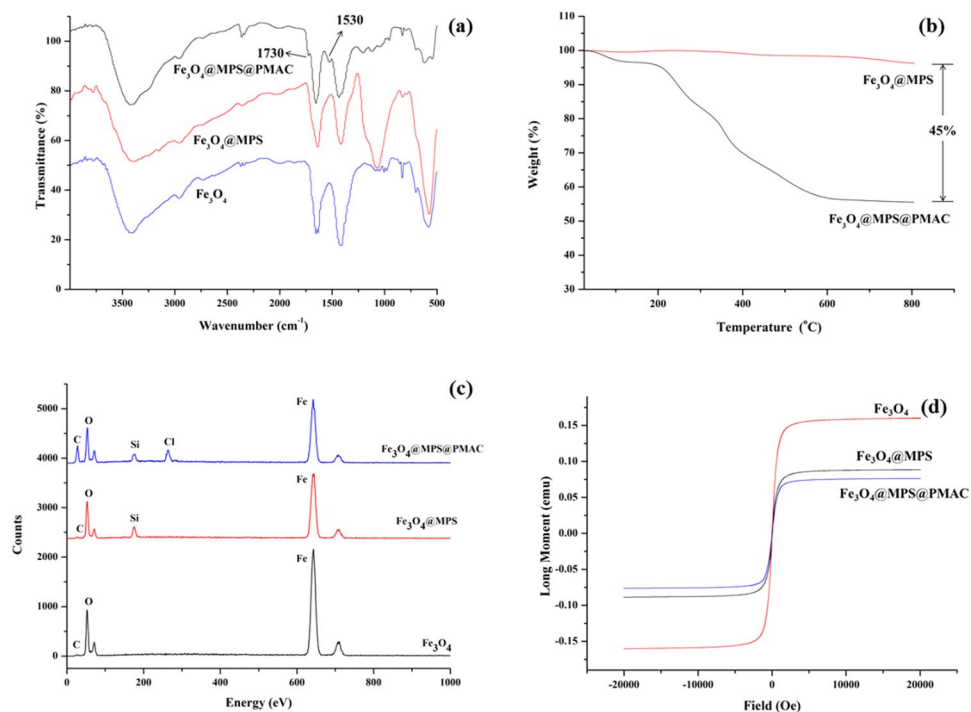 (a)
1730
1530
Fe₃O₄@MPS@PMAC
Fe₃O₄@MPS
Fe₃O₄
100
80
60
40
20
0
Transmittance (%)
3500
3000
2500
2000
1500
1000
500
Wavenumber (cm⁻¹)
(b)
110
100
90
80
70
60
50
40
30
Weight (%)
Fe₃O₄@MPS
45%
Fe₃O₄@MPS@PMAC
200
400
600
800
Temperature (°C)
(c)
5000
4000
3000
2000
1000
0
Counts
C
O
Si
Cl
Fe
Fe₃O₄@MPS@PMAC
C
O
Si
Fe
Fe₃O₄@MPS
C
O
Fe
Fe₃O₄
0
200
400
600
800
1000
Energy (eV)
(d)
0.15
0.10
0.05
0.00
-0.05
-0.10
-0.15
Long Moment (emu)
Fe₃O₄
Fe₃O₄@MPS
Fe₃O₄@MPS@PMAC
-20000
-10000
0
10000
20000
Field (Oe)